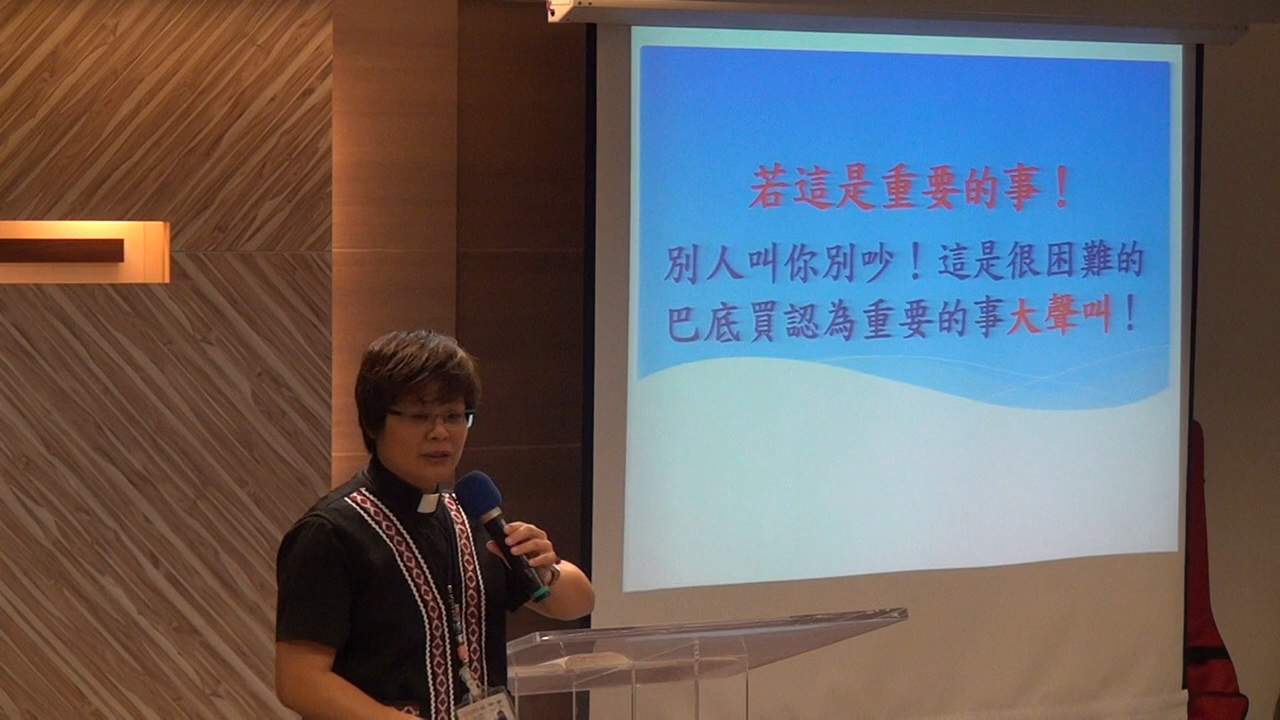 若這是重要的事！
別人叫你別吵！這是很困難的
巴底買認為重要的事大聲叫！